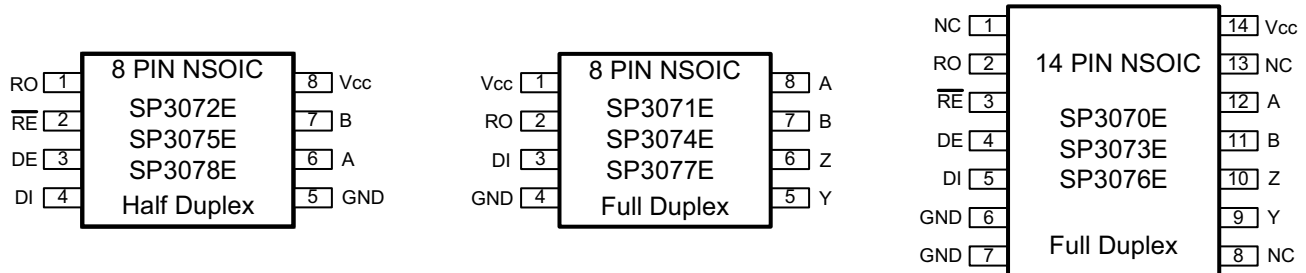 RO 1 8 PIN NSOIC 8 Vcc
RE 2 SP3072E 7 B
SP3075E
DE 3 SP3078E 6 A
DI 4 Half Duplex 5 GND
Vcc 1 8 PIN NSOIC 8 A
RO 2 SP3071E 7 B
SP3074E
DI 3 SP3077E 6 Z
GND 4 Full Duplex 5 Y
NC 1 14 Vcc
RO 2 14 PIN NSOIC 13 NC
RE 3 12 A
SP3070E
DE 4 SP3073E 11 B
DI 5 SP3076E 10 Z
GND 6 9 Y
GND 7 Full Duplex 8 NC